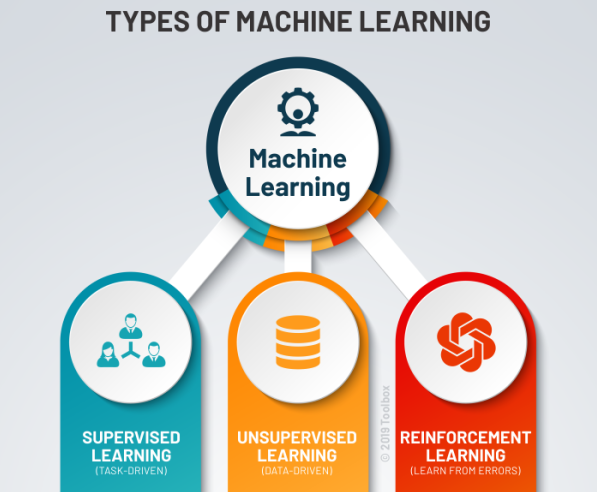 TYPES OF MACHINE LEARNING
Machine
Learning
SUPERVISED
LEARNING
(TASK-DRIVEN)
UNSUPERVISED
LEARNING
(DATA-DRIVEN)
REINFORCEMENT
LEARNING
(LEARN FROM ERRORS)
© 2019 Toolbox